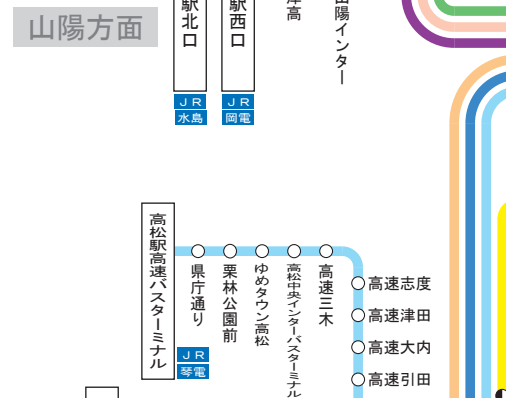 山陽方面
駅北口
JR
水島
駅西口
JR
岡電
高
陽インター
高松駅高速バスターミナル
JR
琴電
県庁通り
栗林公園前
ゆめタウン高松
高松中央インターバスターミナル
高速三木
高速志度
高速津田
高速大内
高速引田